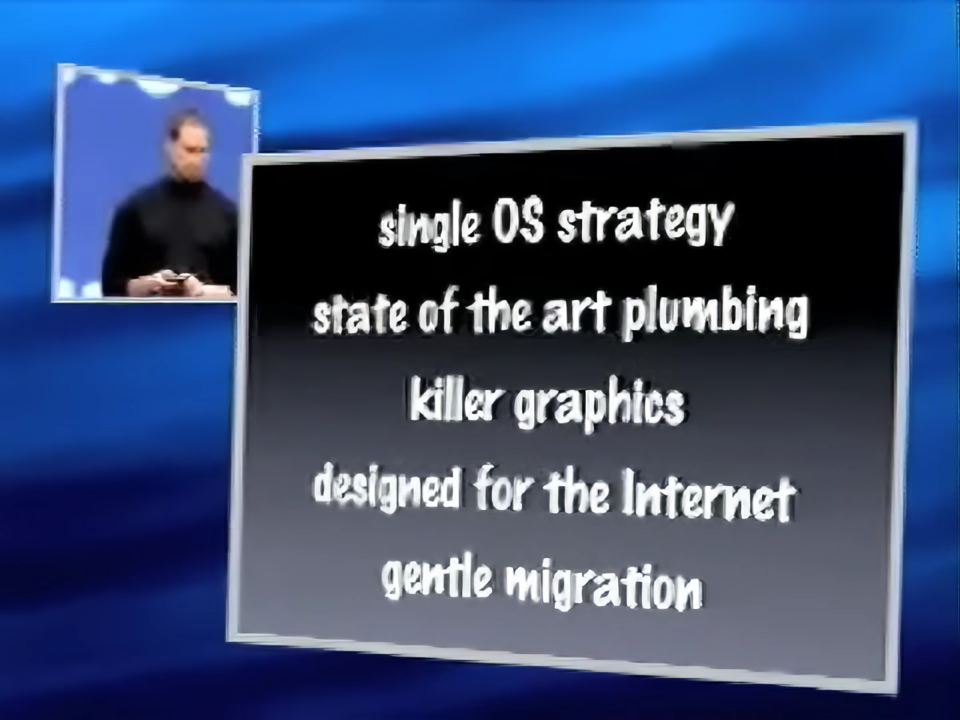 single OS strategy
state of the art plumbing
killer graphics
designed for the Internet
gentle migration